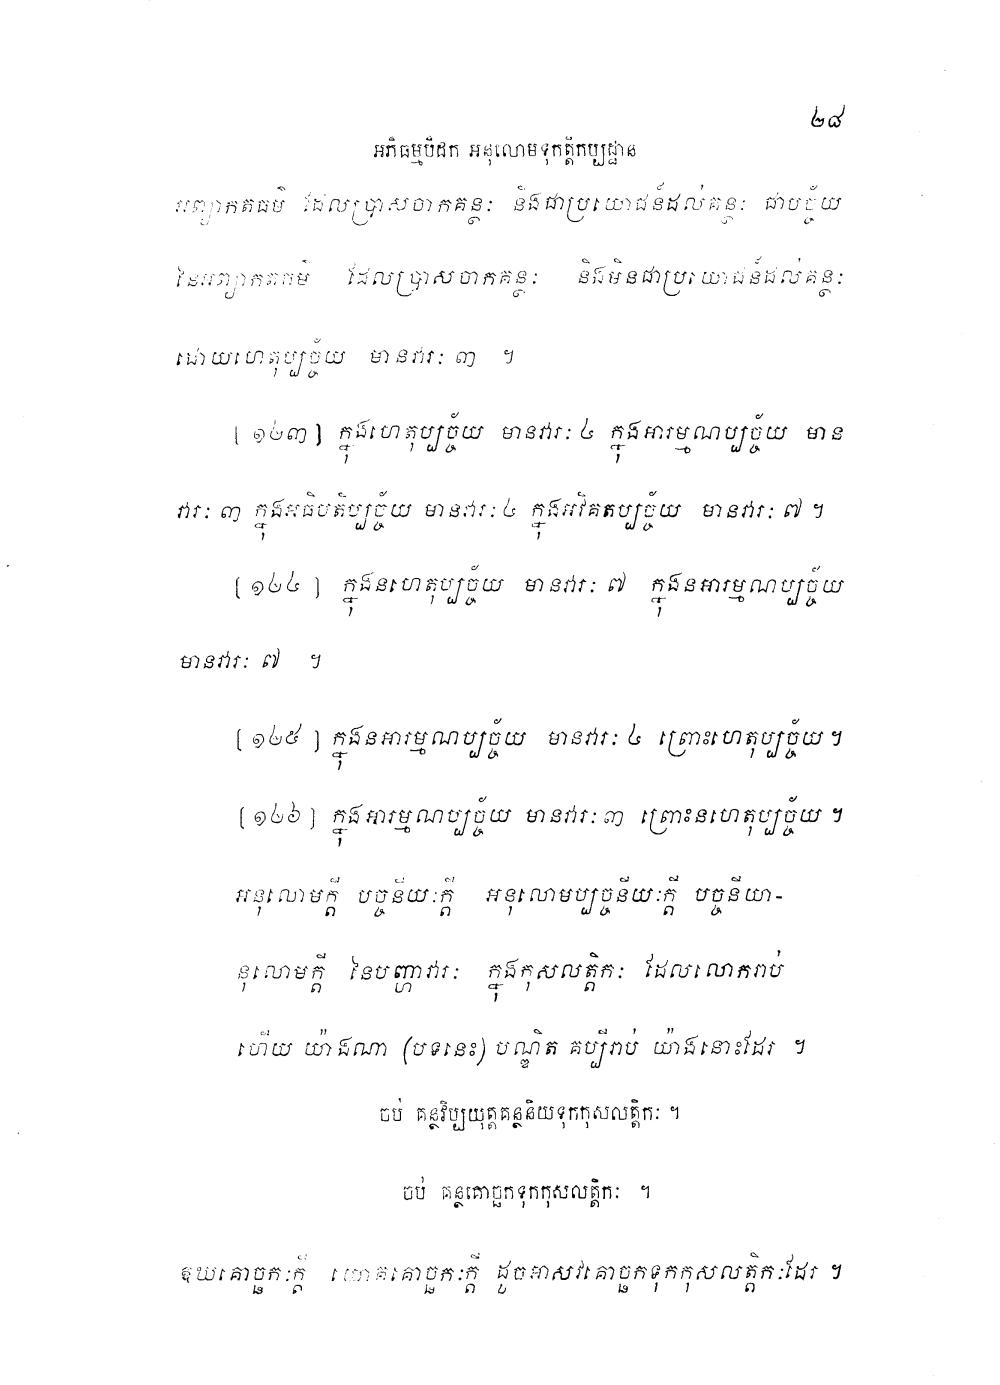 ២៨
អភិធម្មបិដក អនុលោមទុកត្តិកប្បដ្ឋាន
អព្យាកតធម៌ ដែលប្រាសចាកគន្ថៈ និងជាប្រយោជន៍ដល់គន្ថៈ ជាបច្ច័យ
នៃអព្យាកតធម៌ ដែលប្រាសចាកគន្ថៈ និងមិនជាប្រយោជន៍ដល់គន្ថៈ
ដោយហេតុប្បច្ច័យ មានវារៈ ៣ ។
[ ១៤៣ ] ក្នុងហេតុប្បច្ច័យ មានវារៈ ៤ ក្នុងអារម្មណប្បច្ច័យ មាន
វារៈ ៣ ក្នុងអធិបតិប្បច្ច័យ មានវារៈ ៤ ក្នុងអវិគតប្បច្ច័យ មានវារៈ ៧ ។
[ ១៤៤ ] ក្នុងនហេតុប្បច្ច័យ មានវារៈ ៧ ក្នុងនអារម្មណប្បច្ច័យ
មានវារៈ ៧ ។
[ ១៤៥ ] ក្នុងនអារម្មណប្បច្ច័យ មានវារៈ ៤ ព្រោះហេតុប្បច្ច័យ ។
[ ១៤៦ ] ក្នុងអារម្មណប្បច្ច័យ មានវារៈ ៣ ព្រោះនហេតុប្បច្ច័យ ។
អនុលោមក្តី បច្ចនីយៈក្តី អនុលោមប្បច្ចនីយៈក្តី បច្ចនីយា-
នុលោមក្តី នៃបញ្ហាវារៈ ក្នុងកុសលត្តិកៈ ដែលលោករាប់
ហើយ យ៉ាងណា (បទនេះ) បណ្ឌិត គប្បីរាប់ យ៉ាងនោះដែរ ។
ចប់ គន្ថវិប្បយុត្តគន្ថនិយទុកកុសលត្តិកៈ ។
ចប់ គន្ថគោច្ឆកទុកកុសលត្តិកៈ ។
ឱឃគោច្ឆកៈក្តី យោគគោច្ឆកៈក្តី ដូចអាសវគោច្ឆកទុកកុសលត្តិកៈដែរ ។